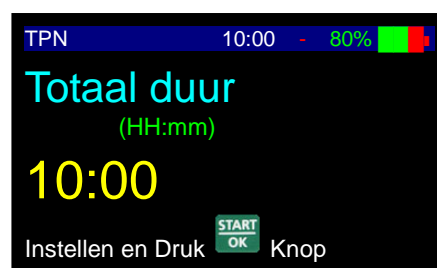 TPN 10:00 - 80%
Totaal duur
(HH:mm)
10:00
Instellen en Druk START OK Knop